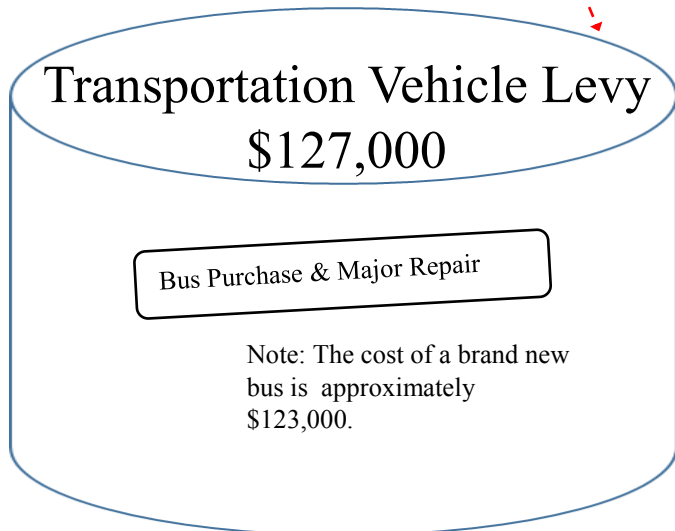 Transportation Vehicle Levy
$127,000
Bus Purchase & Major Repair
Note: The cost of a brand new
bus is  approximately
$123,000.